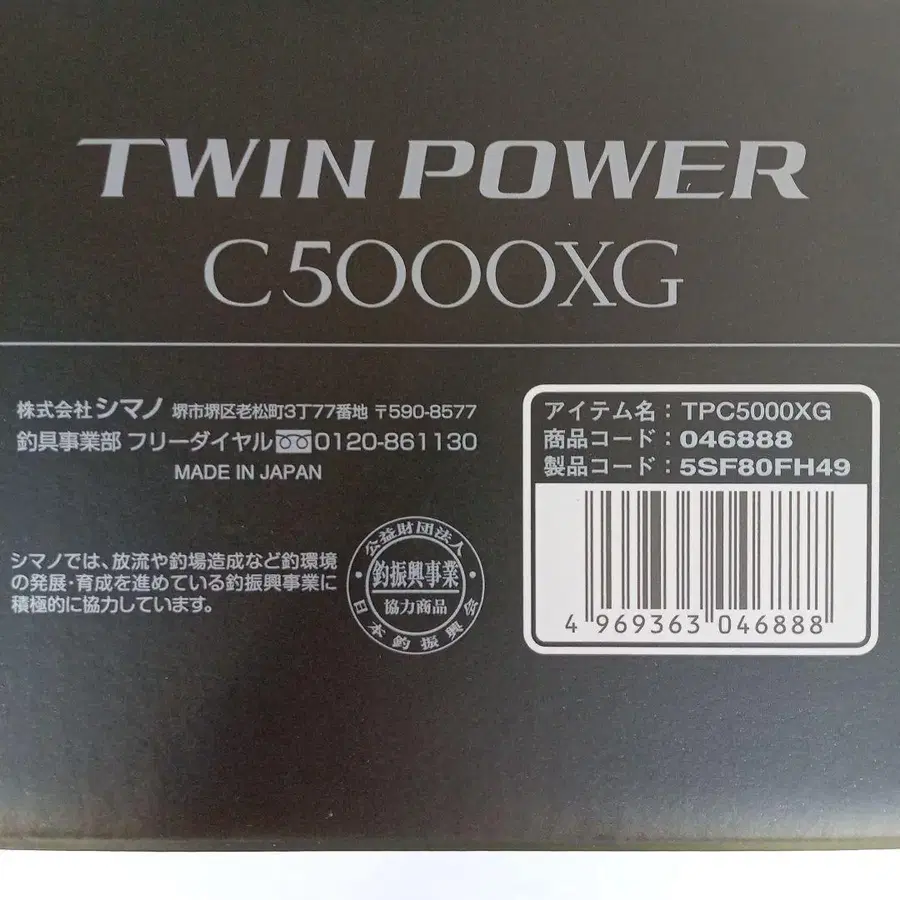 TWIN POWER
C5000XG
株式会社シマノ 堺市堺区老松町3丁77番地 〒590-8577
釣具事業部 フリーダイヤル 0120-861130
MADE IN JAPAN
シマノでは、放流や釣場造成など釣環境
の発展・育成を進めている釣振興事業に
積極的に協力しています。
公益財団法人
釣振興事業
協力商品
日本釣振興会
アイテム名：TPC5000XG
商品コード：046888
製品コード：5SF80FH49
4 969363 046888